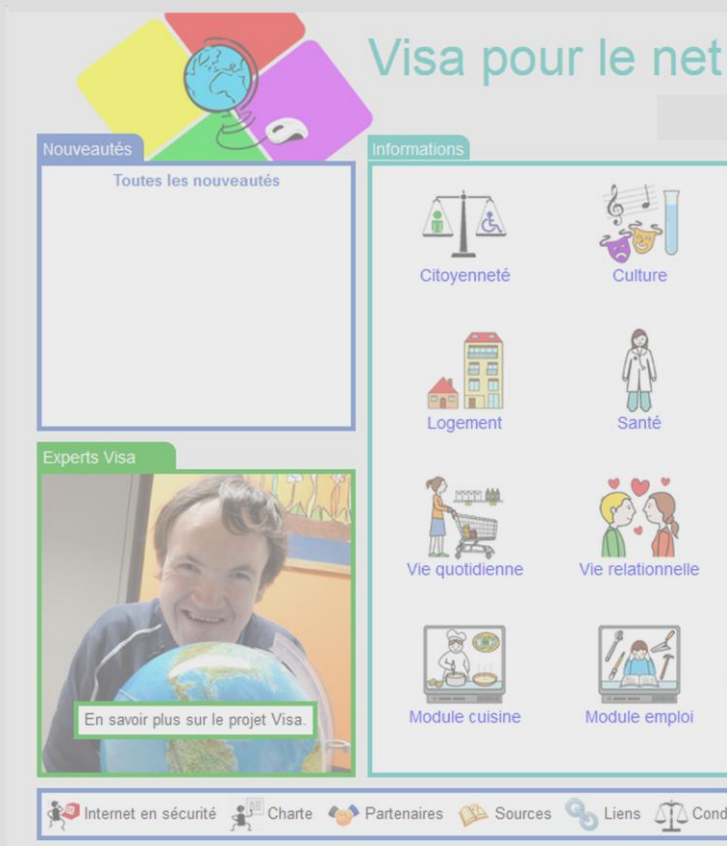 Visa pour le net
Nouveautés
Toutes les nouveautés
Informations
Citoyenneté
Culture
Logement
Santé
Experts Visa
Vie quotidienne
Vie relationnelle
En savoir plus sur le projet Visa.
Module cuisine
Module emploi
Internet en sécurité Charte Partenaires Sources Liens Cond